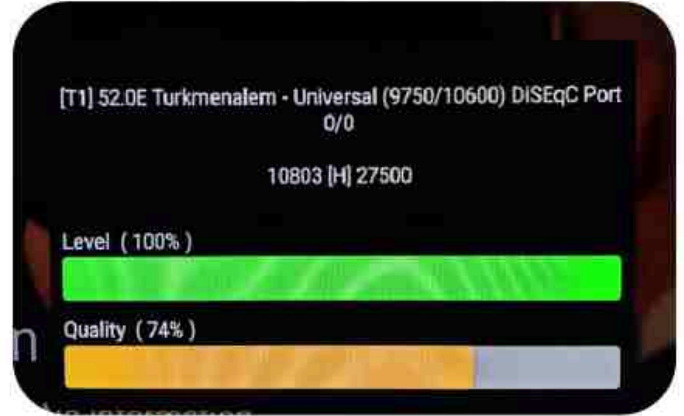 [T1] 52.0E Turkmenalem - Universal (9750/10600) DiSEqC Port
0/0
10803 [H] 27500
Level ( 100% )
Quality ( 74% )